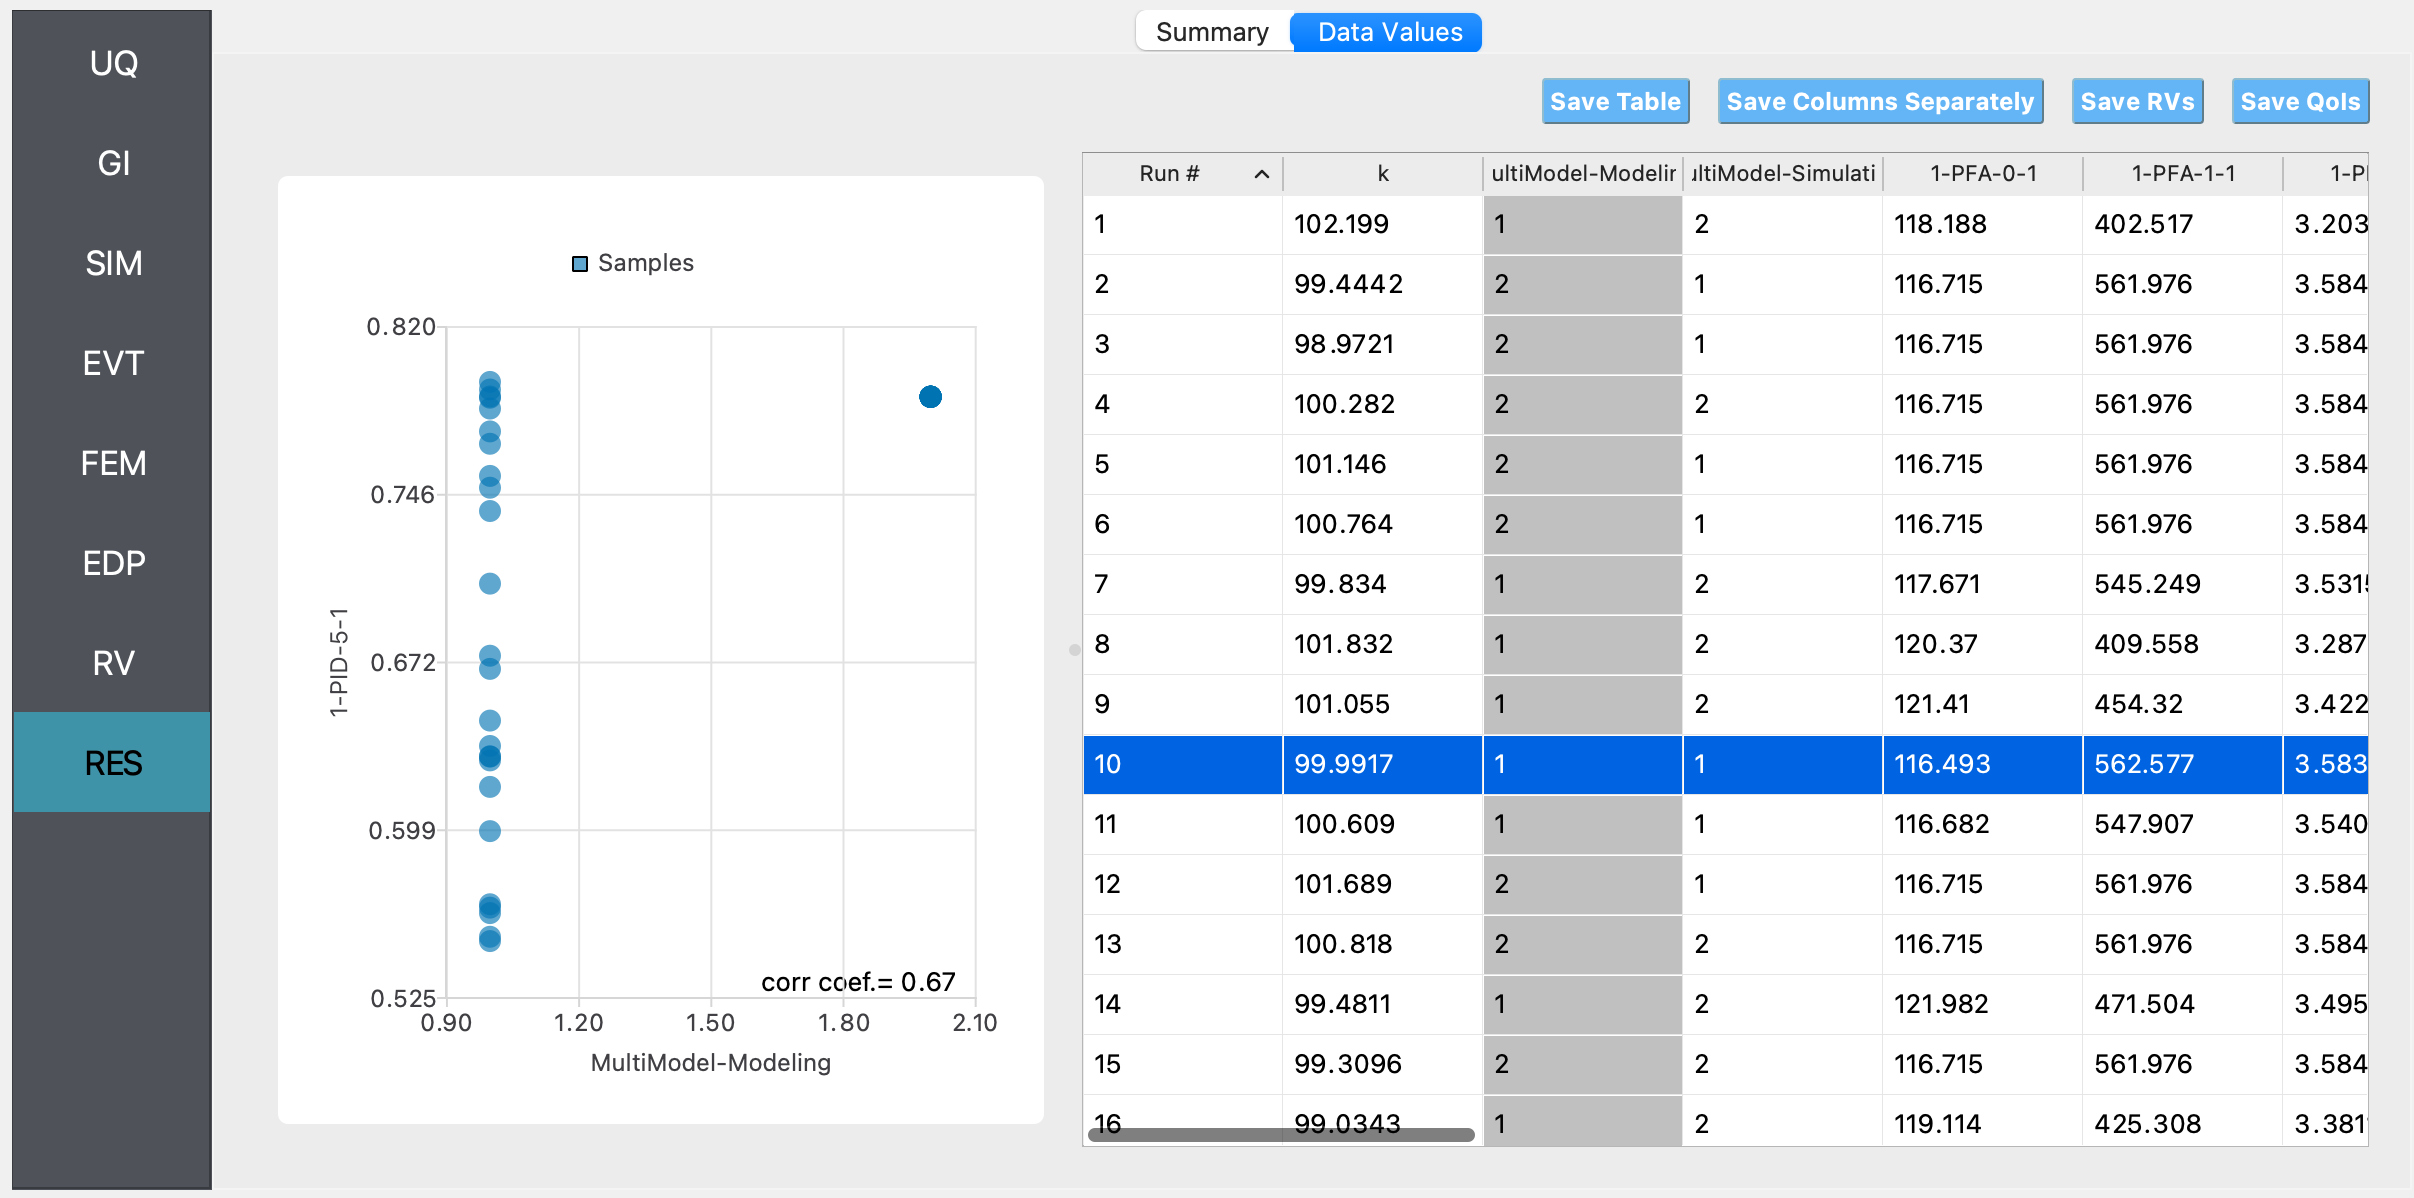 UQ
GI
SIM
EVT
FEM
EDP
RV
RES
Summary Data Values
Save Table Save Columns Separately Save RVs Save QoIs
Samples
0.820
0.746
0.672
0.599
0.525
0.90 1.20 1.50 1.80 2.10
1-PID-5-1
MultiModel-Modeling
corr coef.= 0.67
Run # k ultiModel-Modelin ultiModel-Simulati 1-PFA-0-1 1-PFA-1-1 1-P
1 102.199 1 2 118.188 402.517 3.203
2 99.4442 2 1 116.715 561.976 3.584
3 98.9721 2 1 116.715 561.976 3.584
4 100.282 2 2 116.715 561.976 3.584
5 101.146 2 1 116.715 561.976 3.584
6 100.764 2 1 116.715 561.976 3.584
7 99.834 1 2 117.671 545.249 3.531
8 101.832 1 2 120.37 409.558 3.287
9 101.055 1 2 121.41 454.32 3.422
10 99.9917 1 1 116.493 562.577 3.583
11 100.609 1 1 116.682 547.907 3.540
12 101.689 2 1 116.715 561.976 3.584
13 100.818 2 2 116.715 561.976 3.584
14 99.4811 1 2 121.982 471.504 3.495
15 99.3096 2 2 116.715 561.976 3.584
16 99.0343 1 2 119.114 425.308 3.381